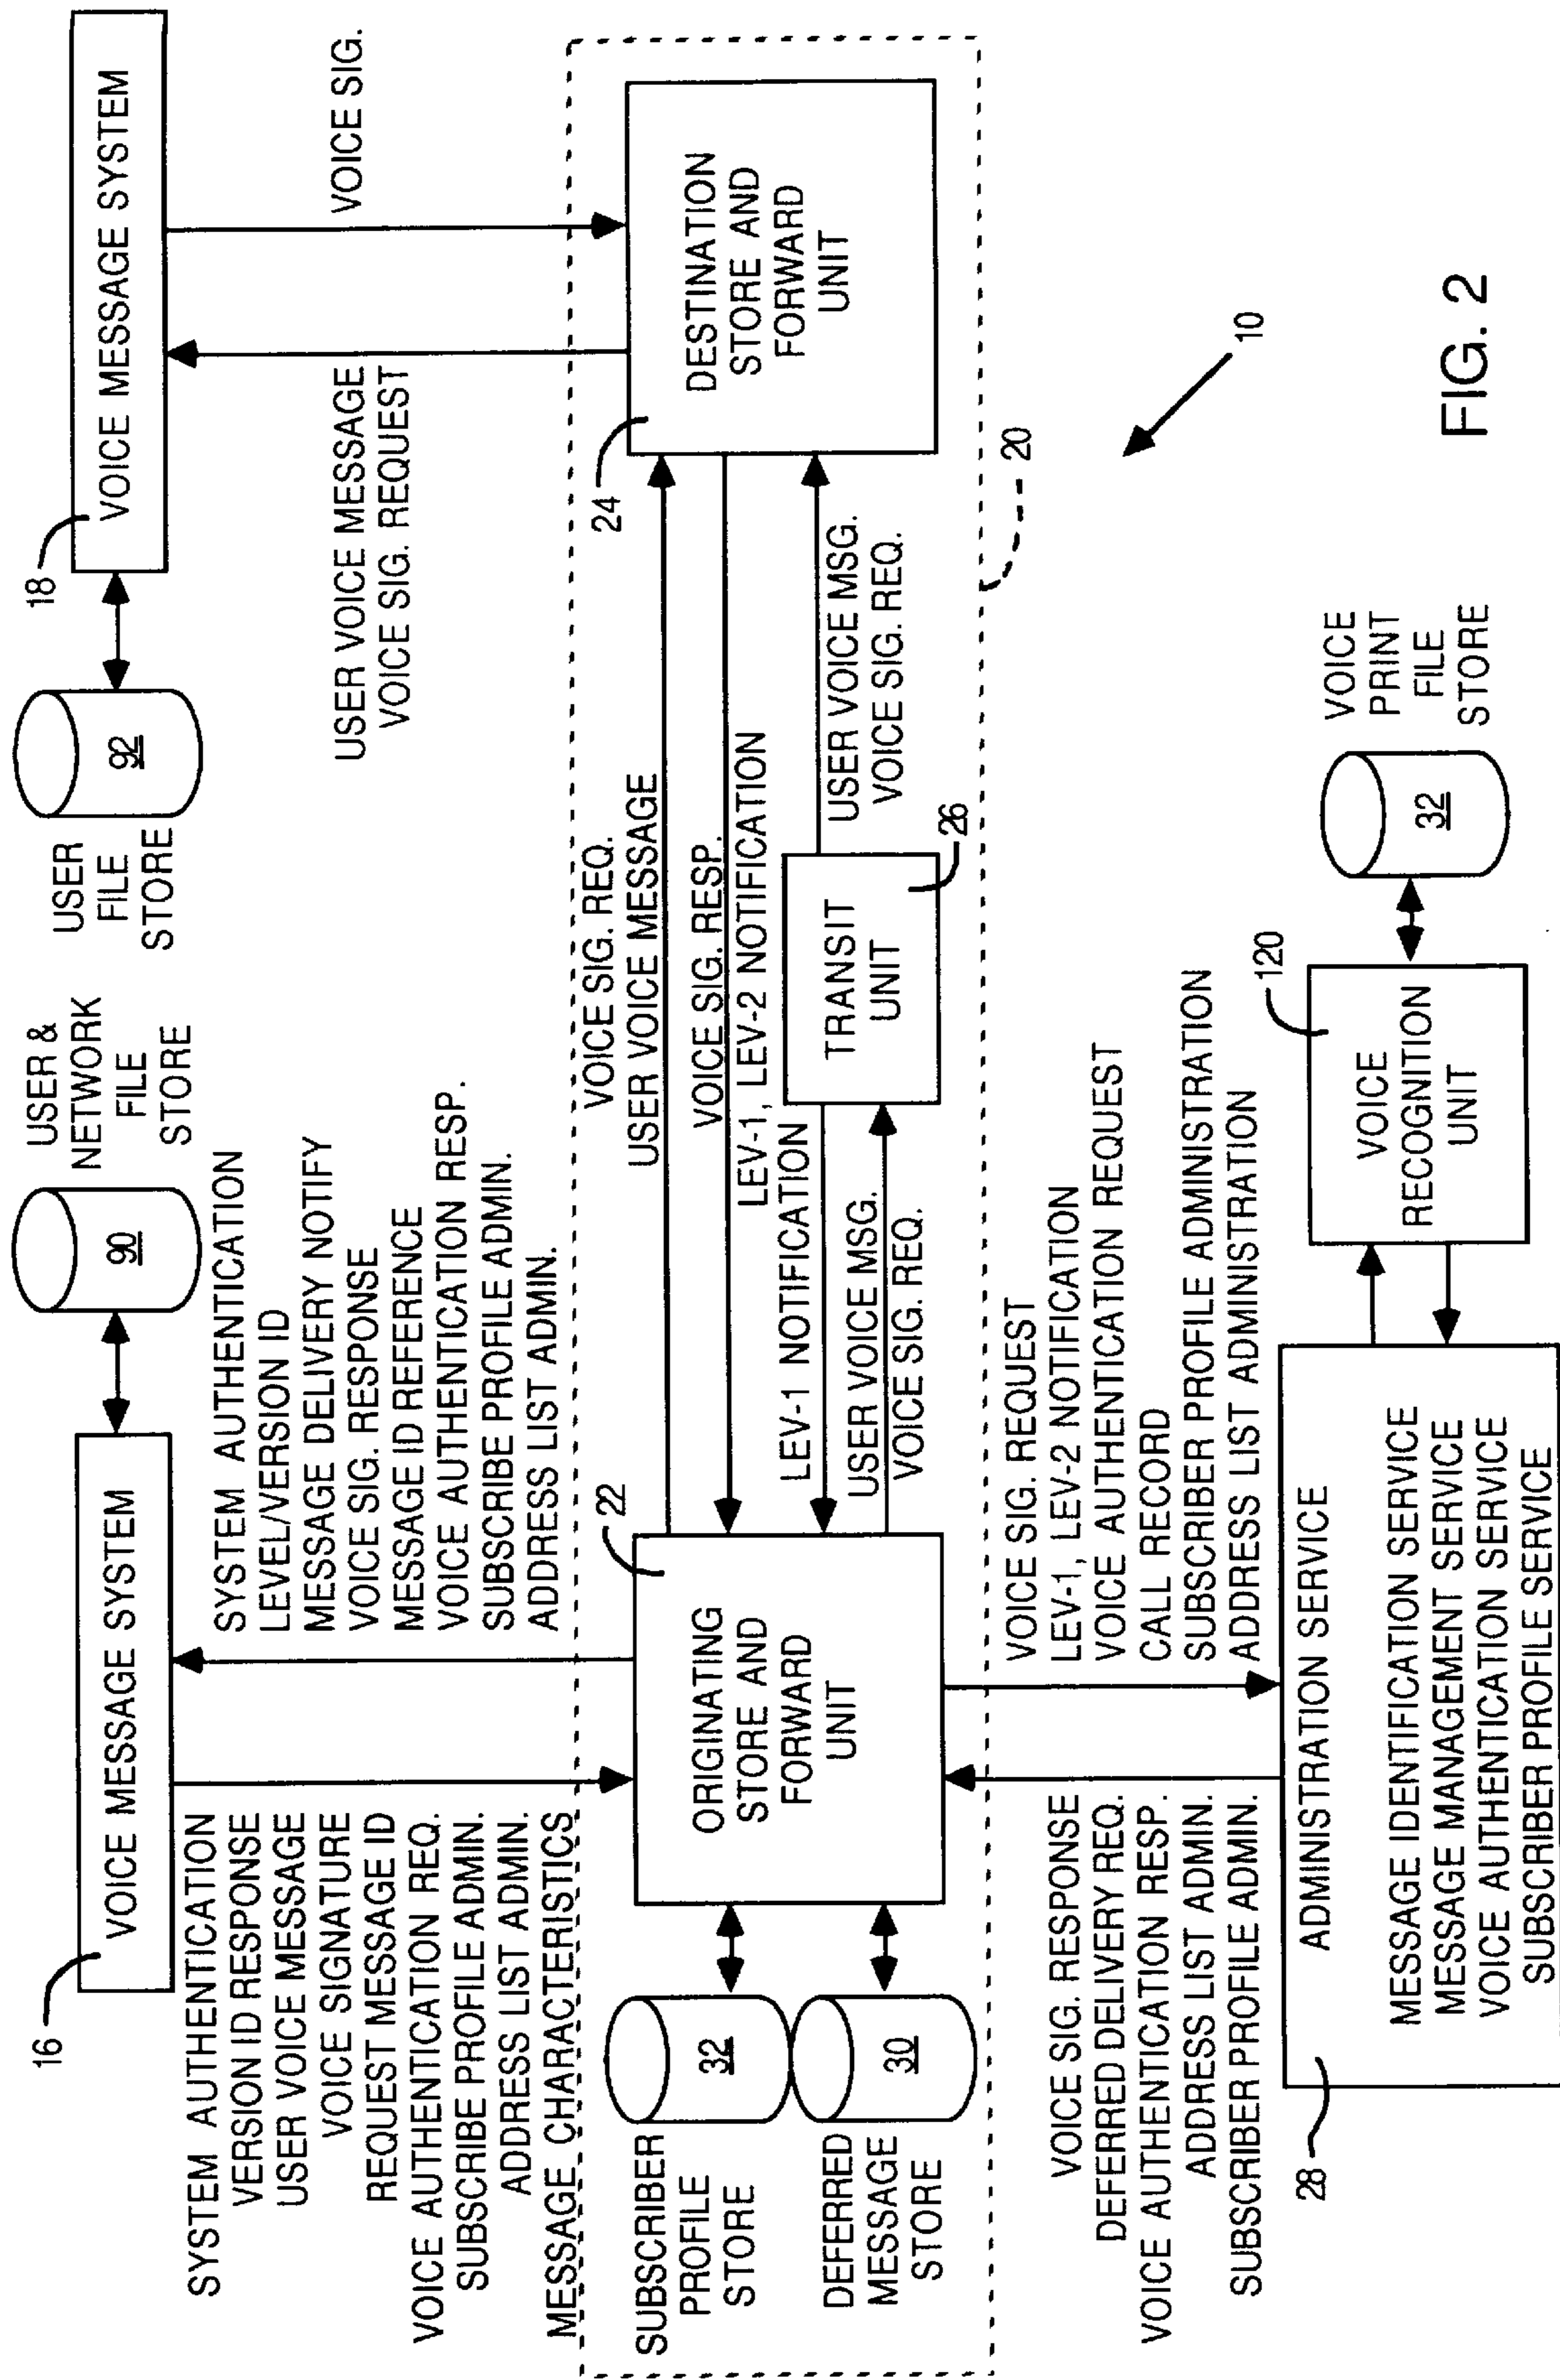 16
VOICE MESSAGE SYSTEM
90
USER &
NETWORK
FILE
STORE
USER
FILE
STORE
92
18
VOICE MESSAGE SYSTEM
SYSTEM AUTHENTICATION
VERSION ID RESPONSE
USER VOICE MESSAGE
VOICE SIGNATURE
REQUEST MESSAGE ID
VOICE AUTHENTICATION REQ.
SUBSCRIBE PROFILE ADMIN.
ADDRESS LIST ADMIN.
MESSAGE CHARACTERISTICS
SYSTEM AUTHENTICATION
LEVEL/VERSION ID
MESSAGE DELIVERY NOTIFY
VOICE SIG. RESPONSE
MESSAGE ID REFERENCE
VOICE AUTHENTICATION RESP.
SUBSCRIBE PROFILE ADMIN.
ADDRESS LIST ADMIN.
USER VOICE MESSAGE
VOICE SIG. REQUEST
VOICE SIG.
SUBSCRIBER
PROFILE
STORE
32
DEFERRED
MESSAGE
STORE
30
22
ORIGINATING
STORE AND
FORWARD
UNIT
VOICE SIG. REQ.
USER VOICE MESSAGE
VOICE SIG. RESP.
LEV-1, LEV-2 NOTIFICATION
LEV-1 NOTIFICATION
USER VOICE MSG.
VOICE SIG. REQ.
TRANSIT
UNIT
26
USER VOICE MSG.
VOICE SIG. REQ.
24
DESTINATION
STORE AND
FORWARD
UNIT
20
10
VOICE SIG. RESPONSE
DEFERRED DELIVERY REQ.
VOICE AUTHENTICATION RESP.
ADDRESS LIST ADMIN.
SUBSCRIBER PROFILE ADMIN.
VOICE SIG. REQUEST
LEV-1, LEV-2 NOTIFICATION
VOICE AUTHENTICATION REQUEST
CALL RECORD
SUBSCRIBER PROFILE ADMINISTRATION
ADDRESS LIST ADMINISTRATION
28
ADMINISTRATION SERVICE
MESSAGE IDENTIFICATION SERVICE
MESSAGE MANAGEMENT SERVICE
VOICE AUTHENTICATION SERVICE
SUBSCRIBER PROFILE SERVICE
120
VOICE
RECOGNITION
UNIT
32
VOICE
PRINT
FILE
STORE
FIG. 2